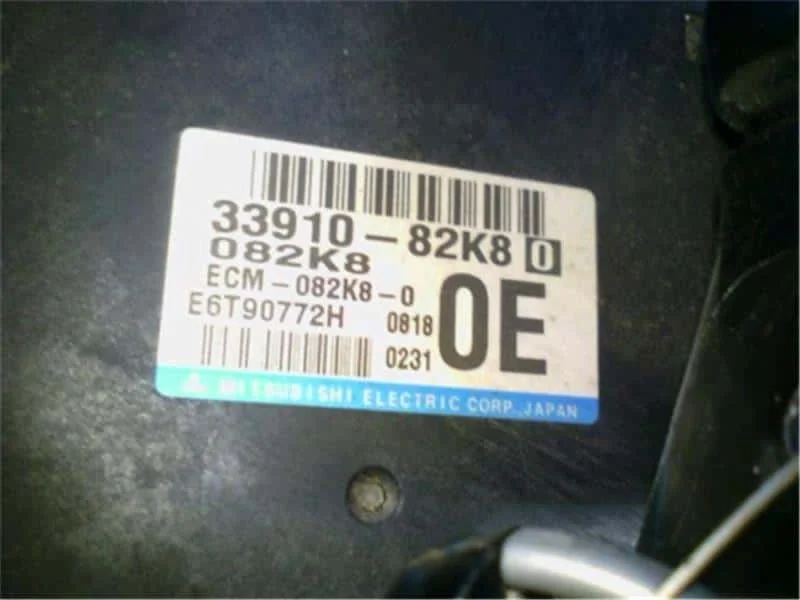 33910-82K8 0
082K8
ECM-082K8-0
E6T90772H 0818
0231
0E
MITSUBISHI ELECTRIC CORP., JAPAN